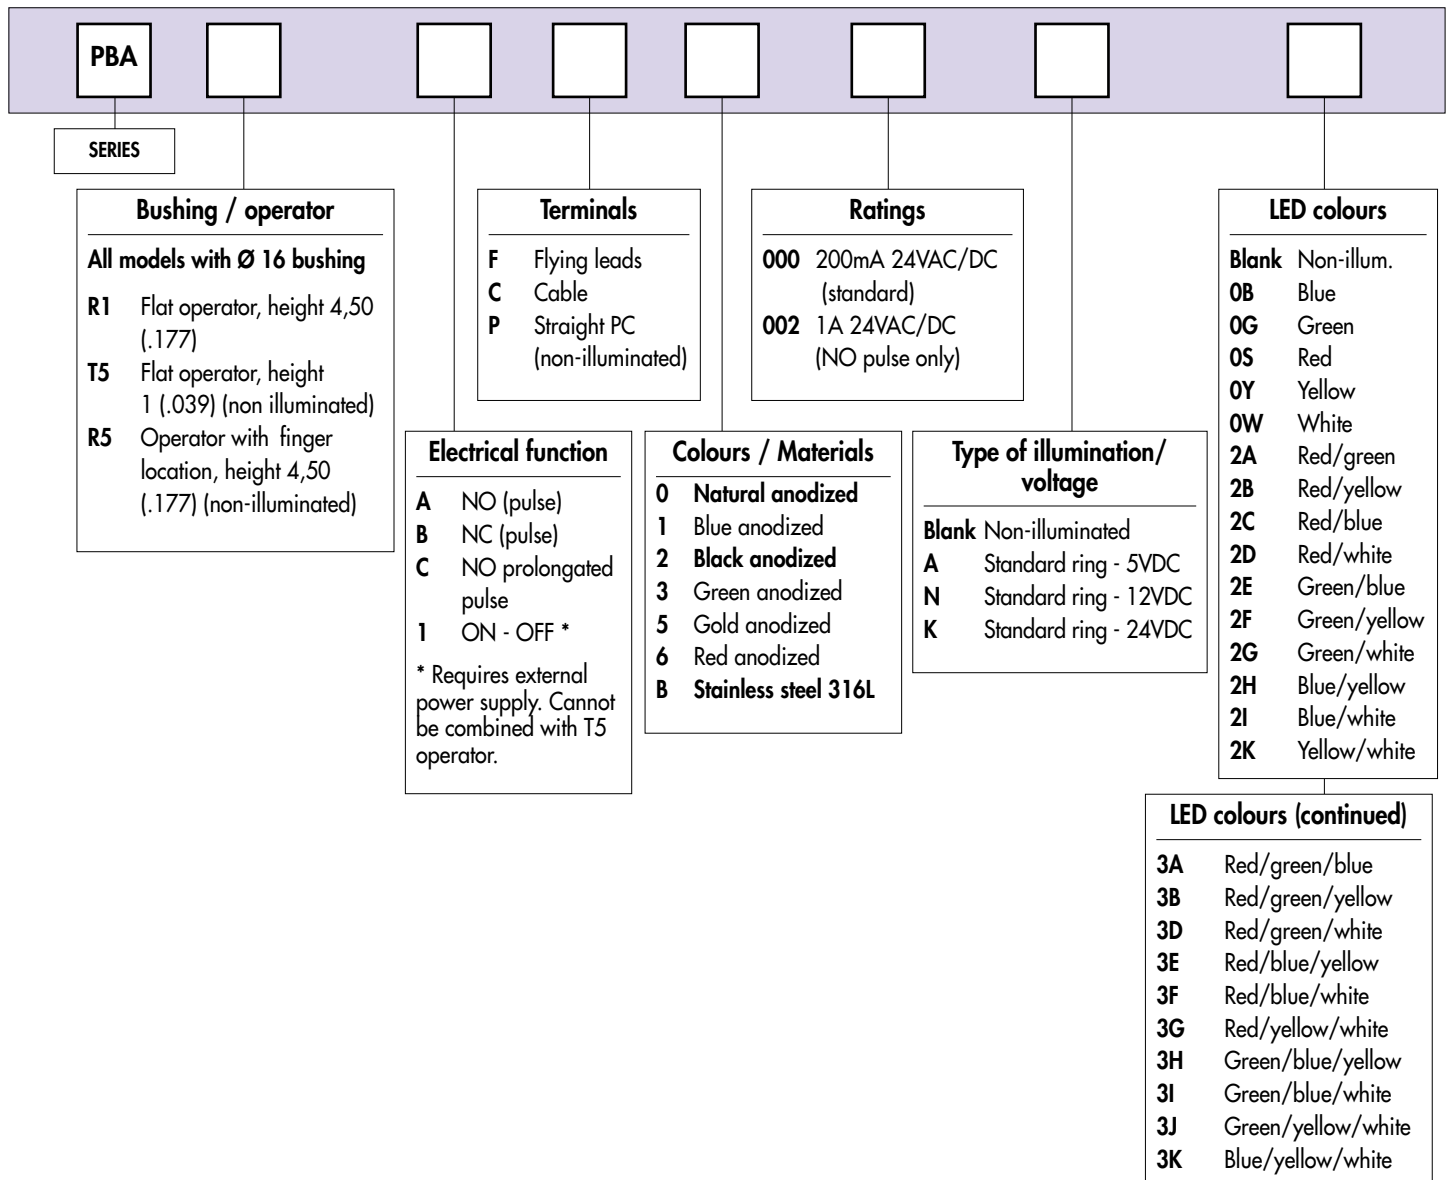 PBA
SERIES
Bushing / operator
All models with Ø 16 bushing
R1 Flat operator, height 4,50
(.177)
T5 Flat operator, height
1 (.039) (non illuminated)
R5 Operator with finger
location, height 4,50
(.177) (non-illuminated)
Electrical function
A NO (pulse)
B NC (pulse)
C NO prolongated
pulse
1 ON - OFF *
* Requires external
power supply. Cannot
be combined with T5
operator.
Terminals
F Flying leads
C Cable
P Straight PC
(non-illuminated)
Colours / Materials
0 Natural anodized
1 Blue anodized
2 Black anodized
3 Green anodized
5 Gold anodized
6 Red anodized
B Stainless steel 316L
Ratings
000 200mA 24VAC/DC
(standard)
002 1A 24VAC/DC
(NO pulse only)
Type of illumination/
voltage
Blank Non-illuminated
A Standard ring - 5VDC
N Standard ring - 12VDC
K Standard ring - 24VDC
LED colours
Blank Non-illum.
0B Blue
0G Green
0S Red
0Y Yellow
0W White
2A Red/green
2B Red/yellow
2C Red/blue
2D Red/white
2E Green/blue
2F Green/yellow
2G Green/white
2H Blue/yellow
2I Blue/white
2K Yellow/white
LED colours (continued)
3A Red/green/blue
3B Red/green/yellow
3D Red/green/white
3E Red/blue/yellow
3F Red/blue/white
3G Red/yellow/white
3H Green/blue/yellow
3I Green/blue/white
3J Green/yellow/white
3K Blue/yellow/white